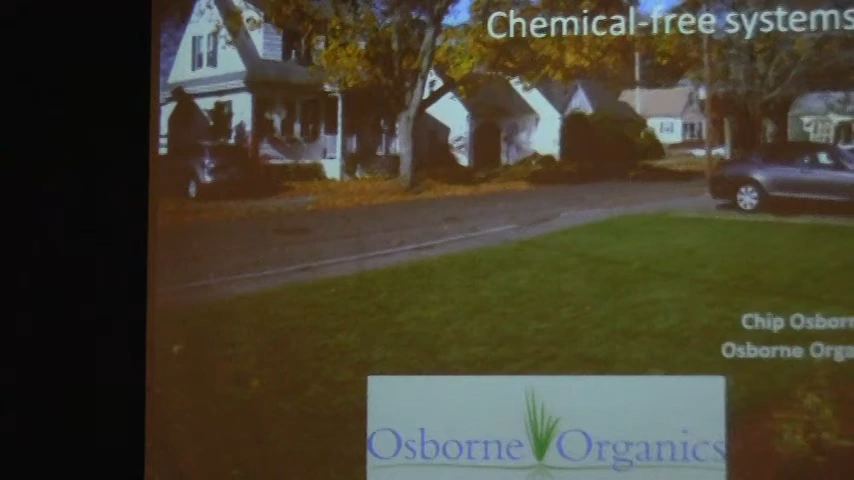 Chemical-free systems
Chip Osborn
Osborne Orga
Osborne Organics